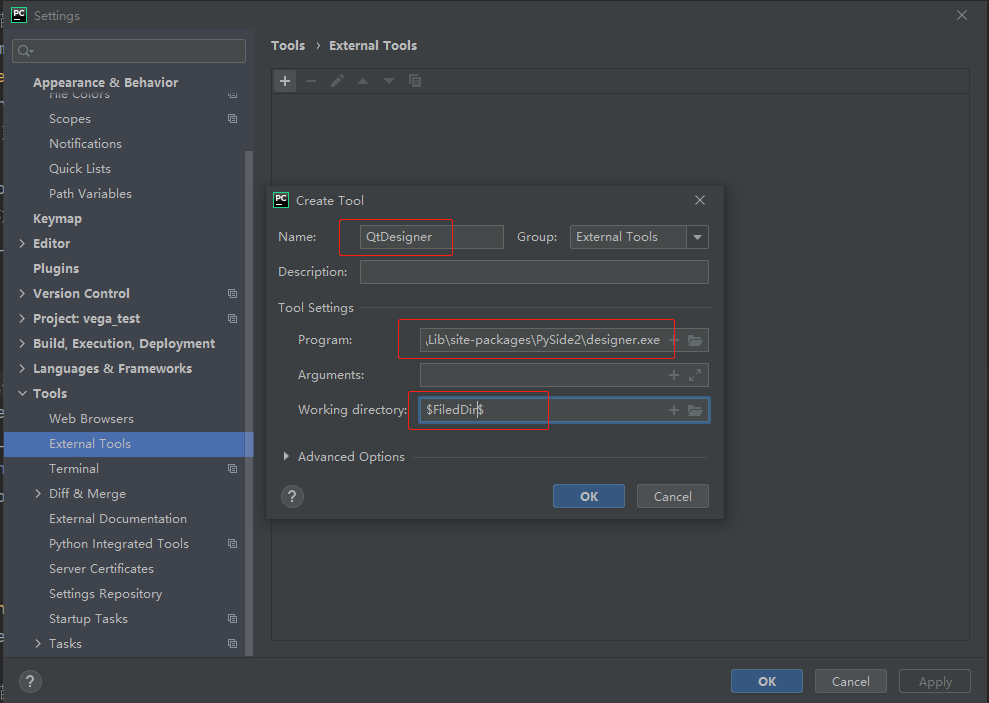 PC Settings
Tools › External Tools
Appearance & Behavior
File Colors
Scopes
Notifications
Quick Lists
Path Variables
Keymap
Editor
Plugins
Version Control
Project: vega_test
Build, Execution, Deployment
Languages & Frameworks
Tools
Web Browsers
External Tools
Terminal
Diff & Merge
External Documentation
Python Integrated Tools
Server Certificates
Settings Repository
Startup Tasks
Tasks
PC Create Tool
Name: QtDesigner Group: External Tools
Description:
Tool Settings
Program: \Lib\site-packages\PySide2\designer.exe
Arguments:
Working directory: $FiledDir$
Advanced Options
? OK Cancel
? OK Cancel Apply